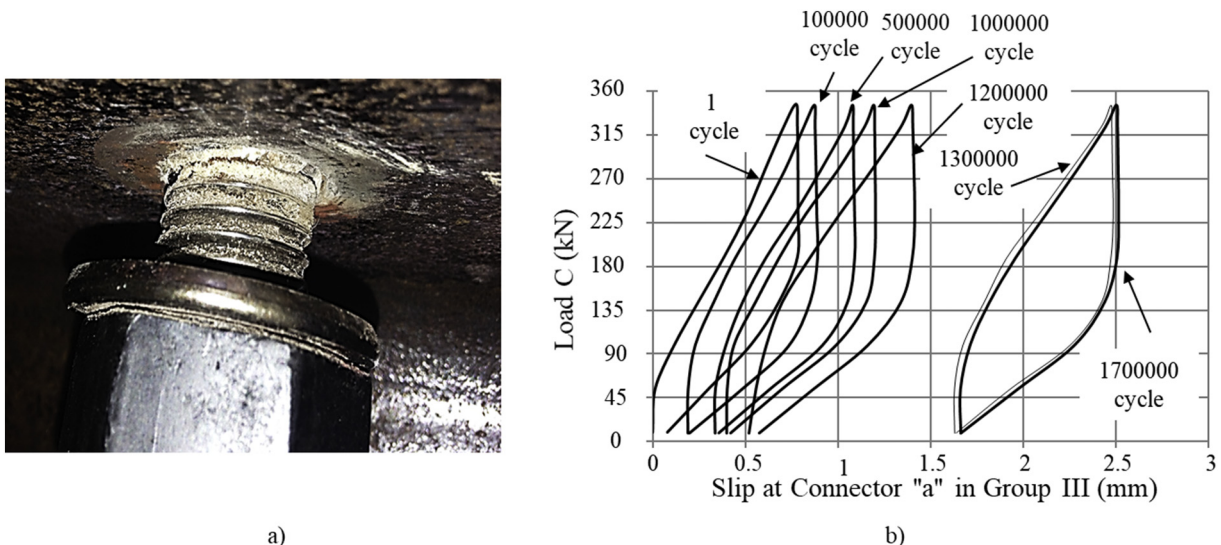 100000
cycle
500000
cycle
1000000
cycle
1
cycle
1200000
cycle
1300000
cycle
1700000
cycle
360
315
270
225
180
135
90
45
0
Load C (kN)
0 0.5 1 1.5 2 2.5 3
Slip at Connector "a" in Group III (mm)
a) b)